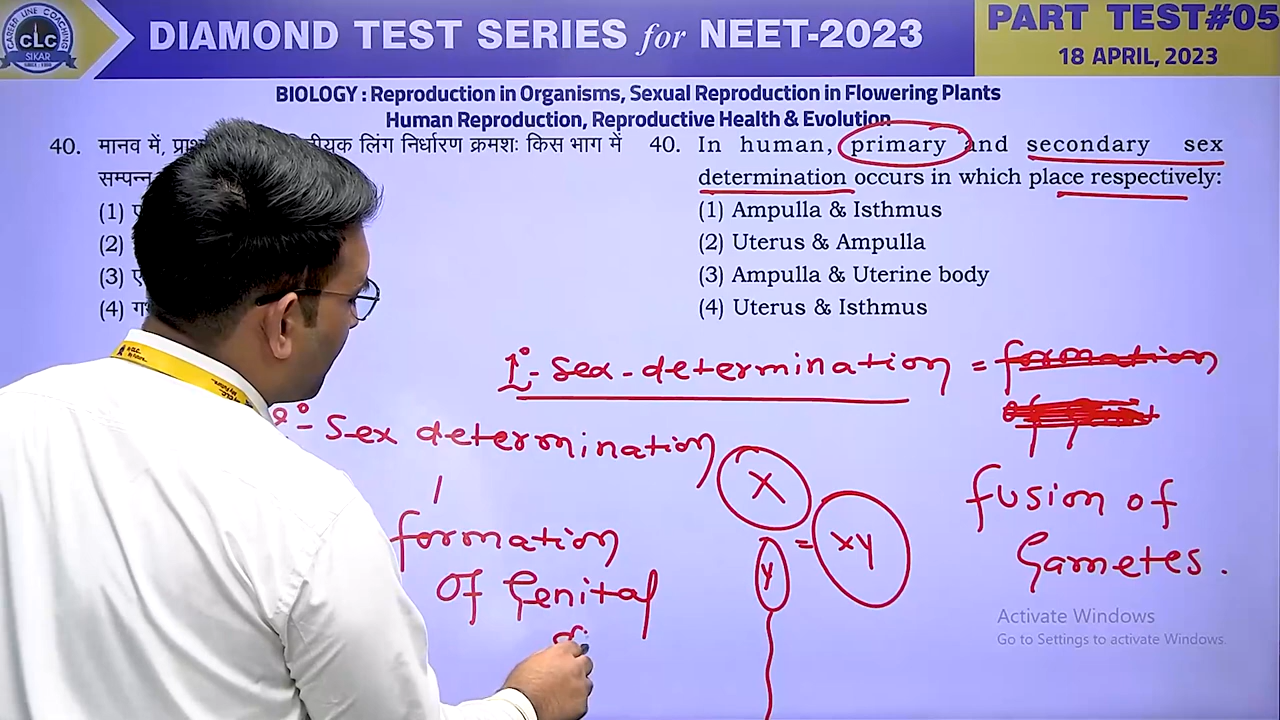 CAREER LINE COACHING
CLC
SIKAR
DIAMOND TEST SERIES for NEET-2023
PART TEST#05
18 APRIL, 2023
BIOLOGY : Reproduction in Organisms, Sexual Reproduction in Flowering Plants
Human Reproduction, Reproductive Health & Evolution
40. मानव में, लिंग निर्धारण क्रमशः किस भाग में
(1)
(2)
(3)
(4)
40. In human, primary and secondary sex
determination occurs in which place respectively:
(1) Ampulla & Isthmus
(2) Uterus & Ampulla
(3) Ampulla & Uterine body
(4) Uterus & Isthmus
1° - Sex - determination =
fusion of
Gametes.
2° - Sex determination
formation
of Genital
X
Y = XY
Activate Windows
Go to Settings to activate Windows.